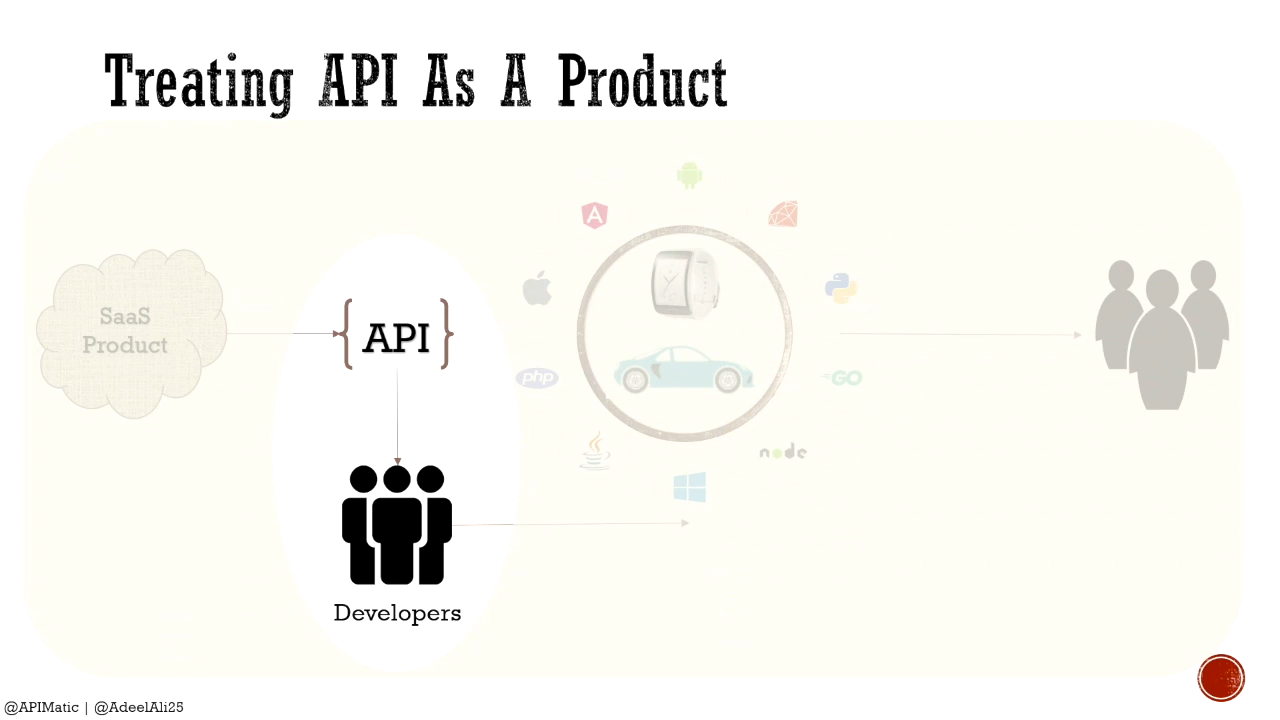 Treating API As A Product
SaaS
Product
{ API }
Developers
php
GO
node
@APIMatic | @AdeelAli25